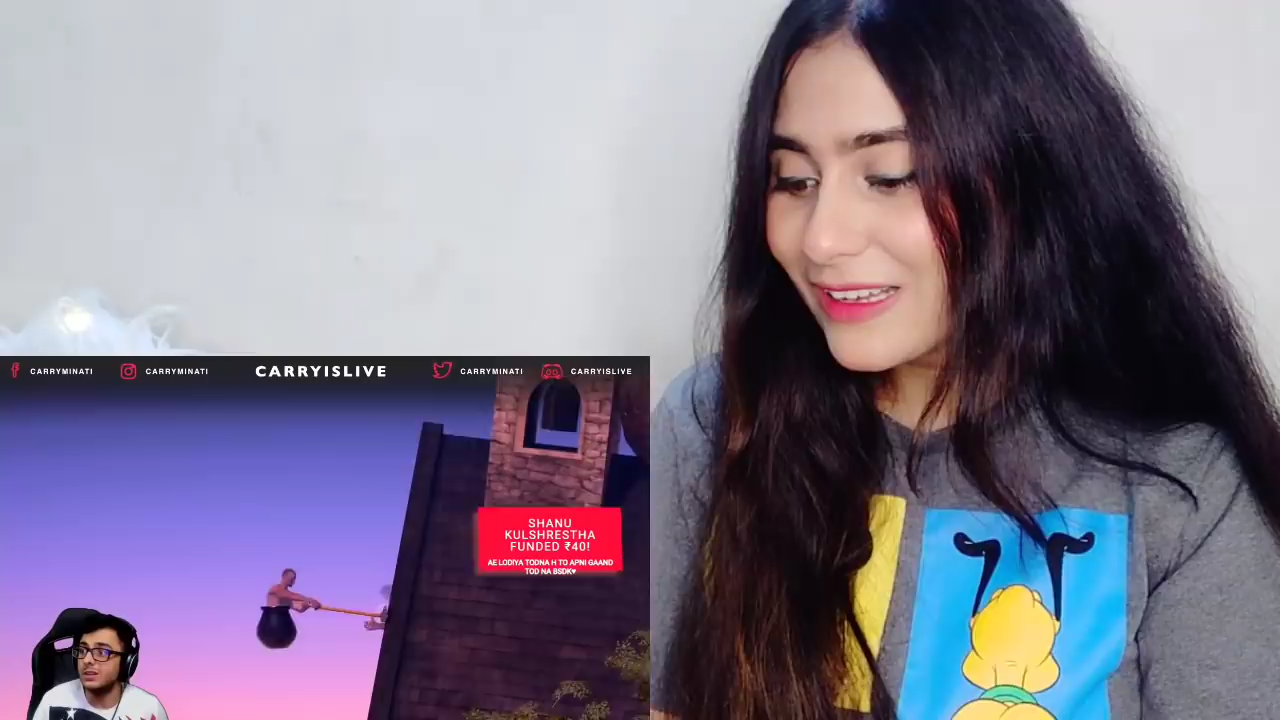 CARRYMINATI CARRYMINATI CARRYISLIVE CARRYMINATI CARRYISLIVE
SHANU
KULSHRESTHA
FUNDED ₹40!
AE LODIYA TODNA H TO APNI GAAND
TOD NA BSDK♥